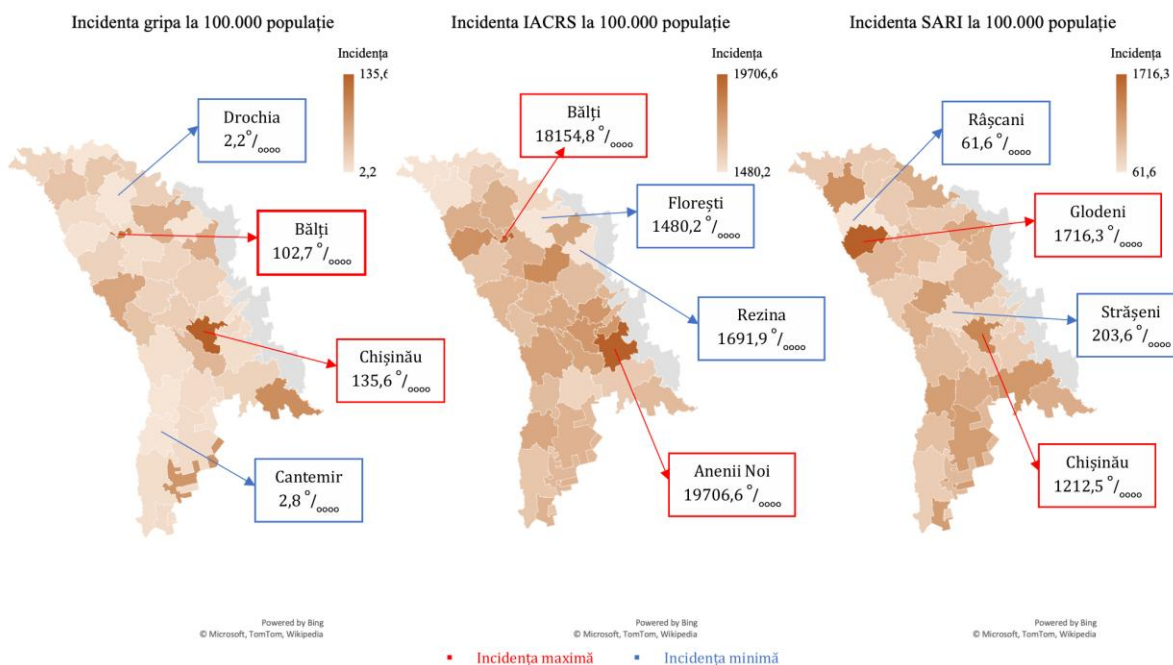 Incidenta gripa la 100.000 populație
Incidența
135,6
2,2
Drochia
2,2°/oooo
Bălți
102,7 °/oooo
Chișinău
135,6 °/oooo
Cantemir
2,8 °/oooo
Powered by Bing
© Microsoft, TomTom, Wikipedia
Incidenta IACRS la 100.000 populație
Incidența
19706,6
1480,2
Bălți
18154,8 °/oooo
Florești
1480,2 °/oooo
Rezina
1691,9 °/oooo
Anenii Noi
19706,6 °/oooo
Powered by Bing
© Microsoft, TomTom, Wikipedia
Incidenta SARI la 100.000 populație
Incidența
1716,3
61,6
Râșcani
61,6 °/oooo
Glodeni
1716,3 °/oooo
Strășeni
203,6 °/oooo
Chișinău
1212,5 °/oooo
Powered by Bing
© Microsoft, TomTom, Wikipedia
Incidența maximă
Incidența minimă